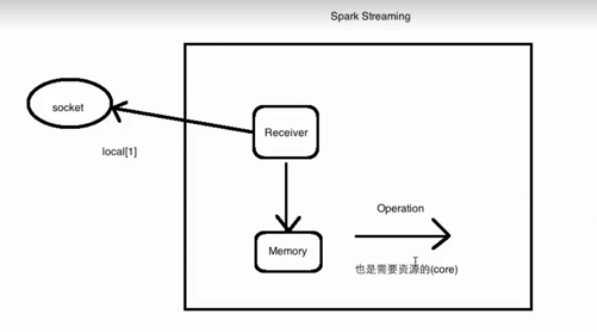 Spark Streaming
socket
Receiver
local[1]
Operation
Memory
也是需要资源的(core)